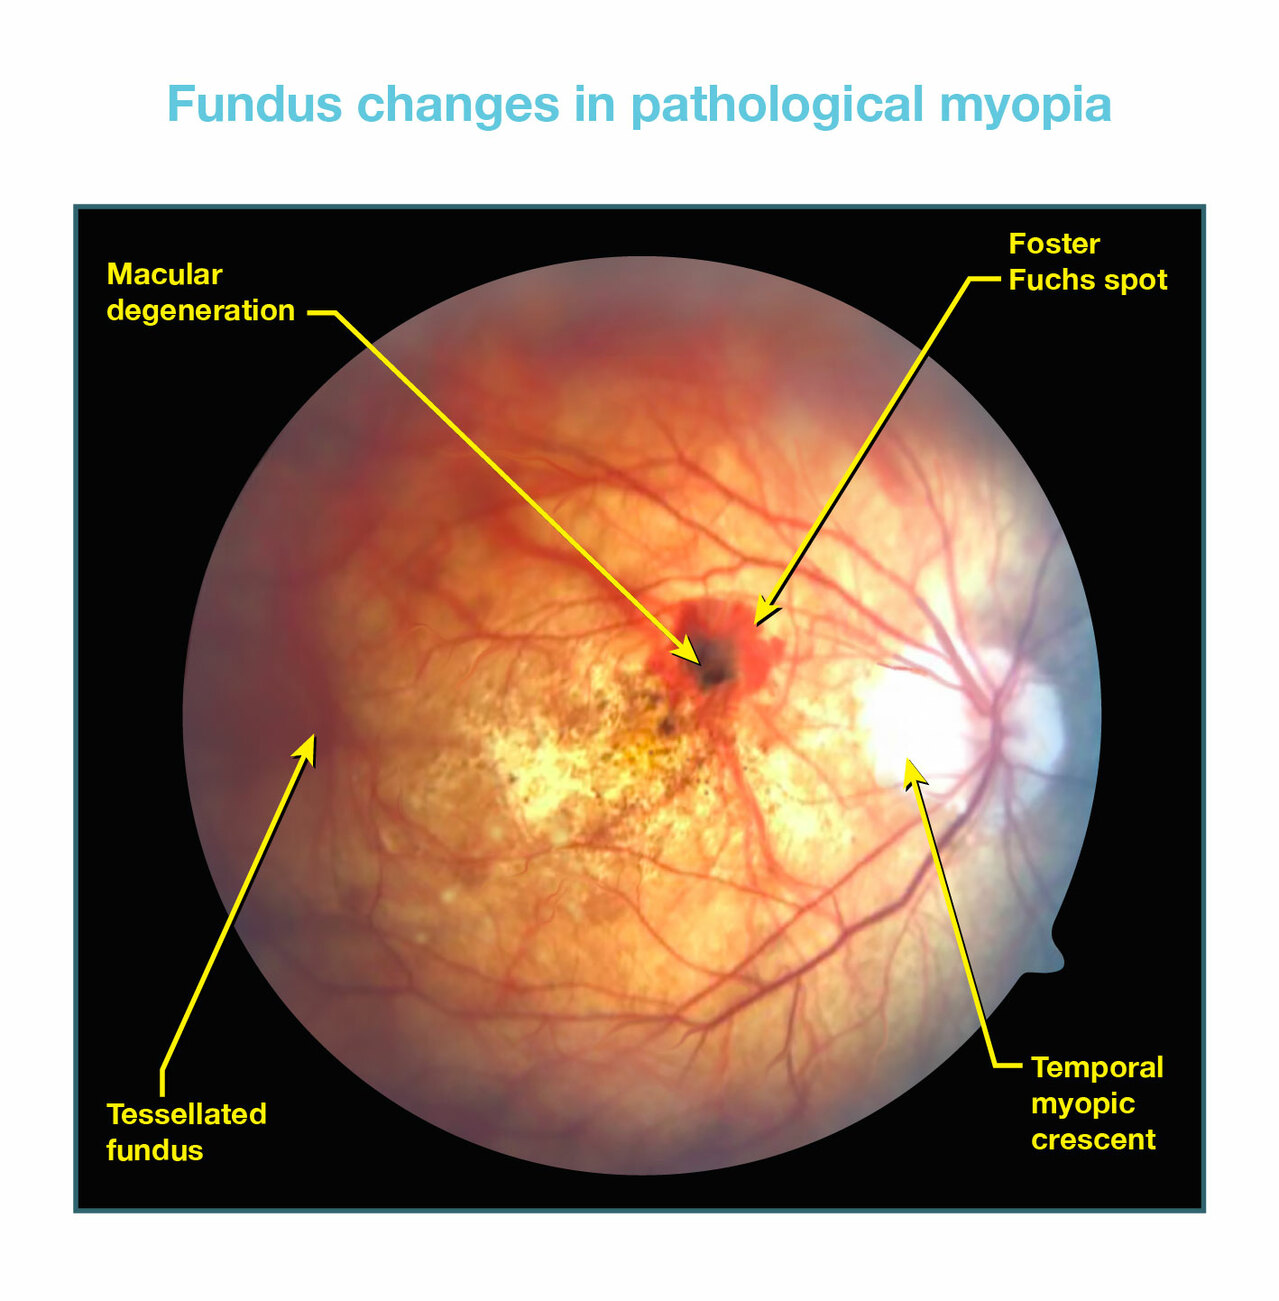 Fundus changes in pathological myopia
Macular
degeneration
Foster
Fuchs spot
Tessellated
fundus
Temporal
myopic
crescent